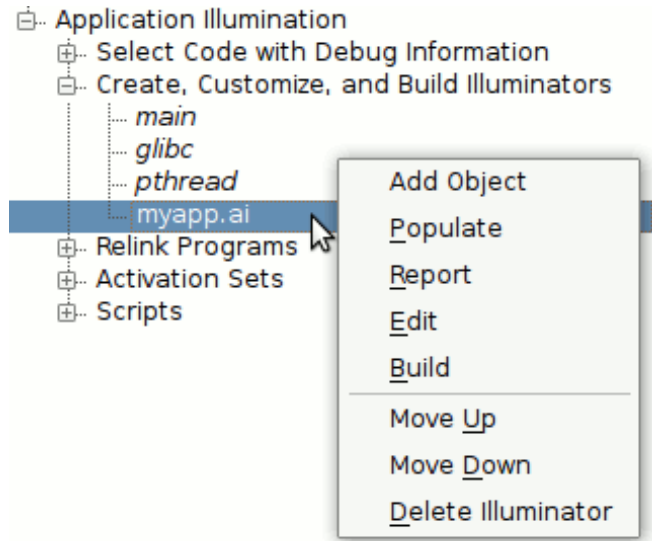 Application Illumination
Select Code with Debug Information
Create, Customize, and Build Illuminators
main
glibc
pthread
myapp.ai
Relink Programs
Activation Sets
Scripts
Add Object
Populate
Report
Edit
Build
Move Up
Move Down
Delete Illuminator